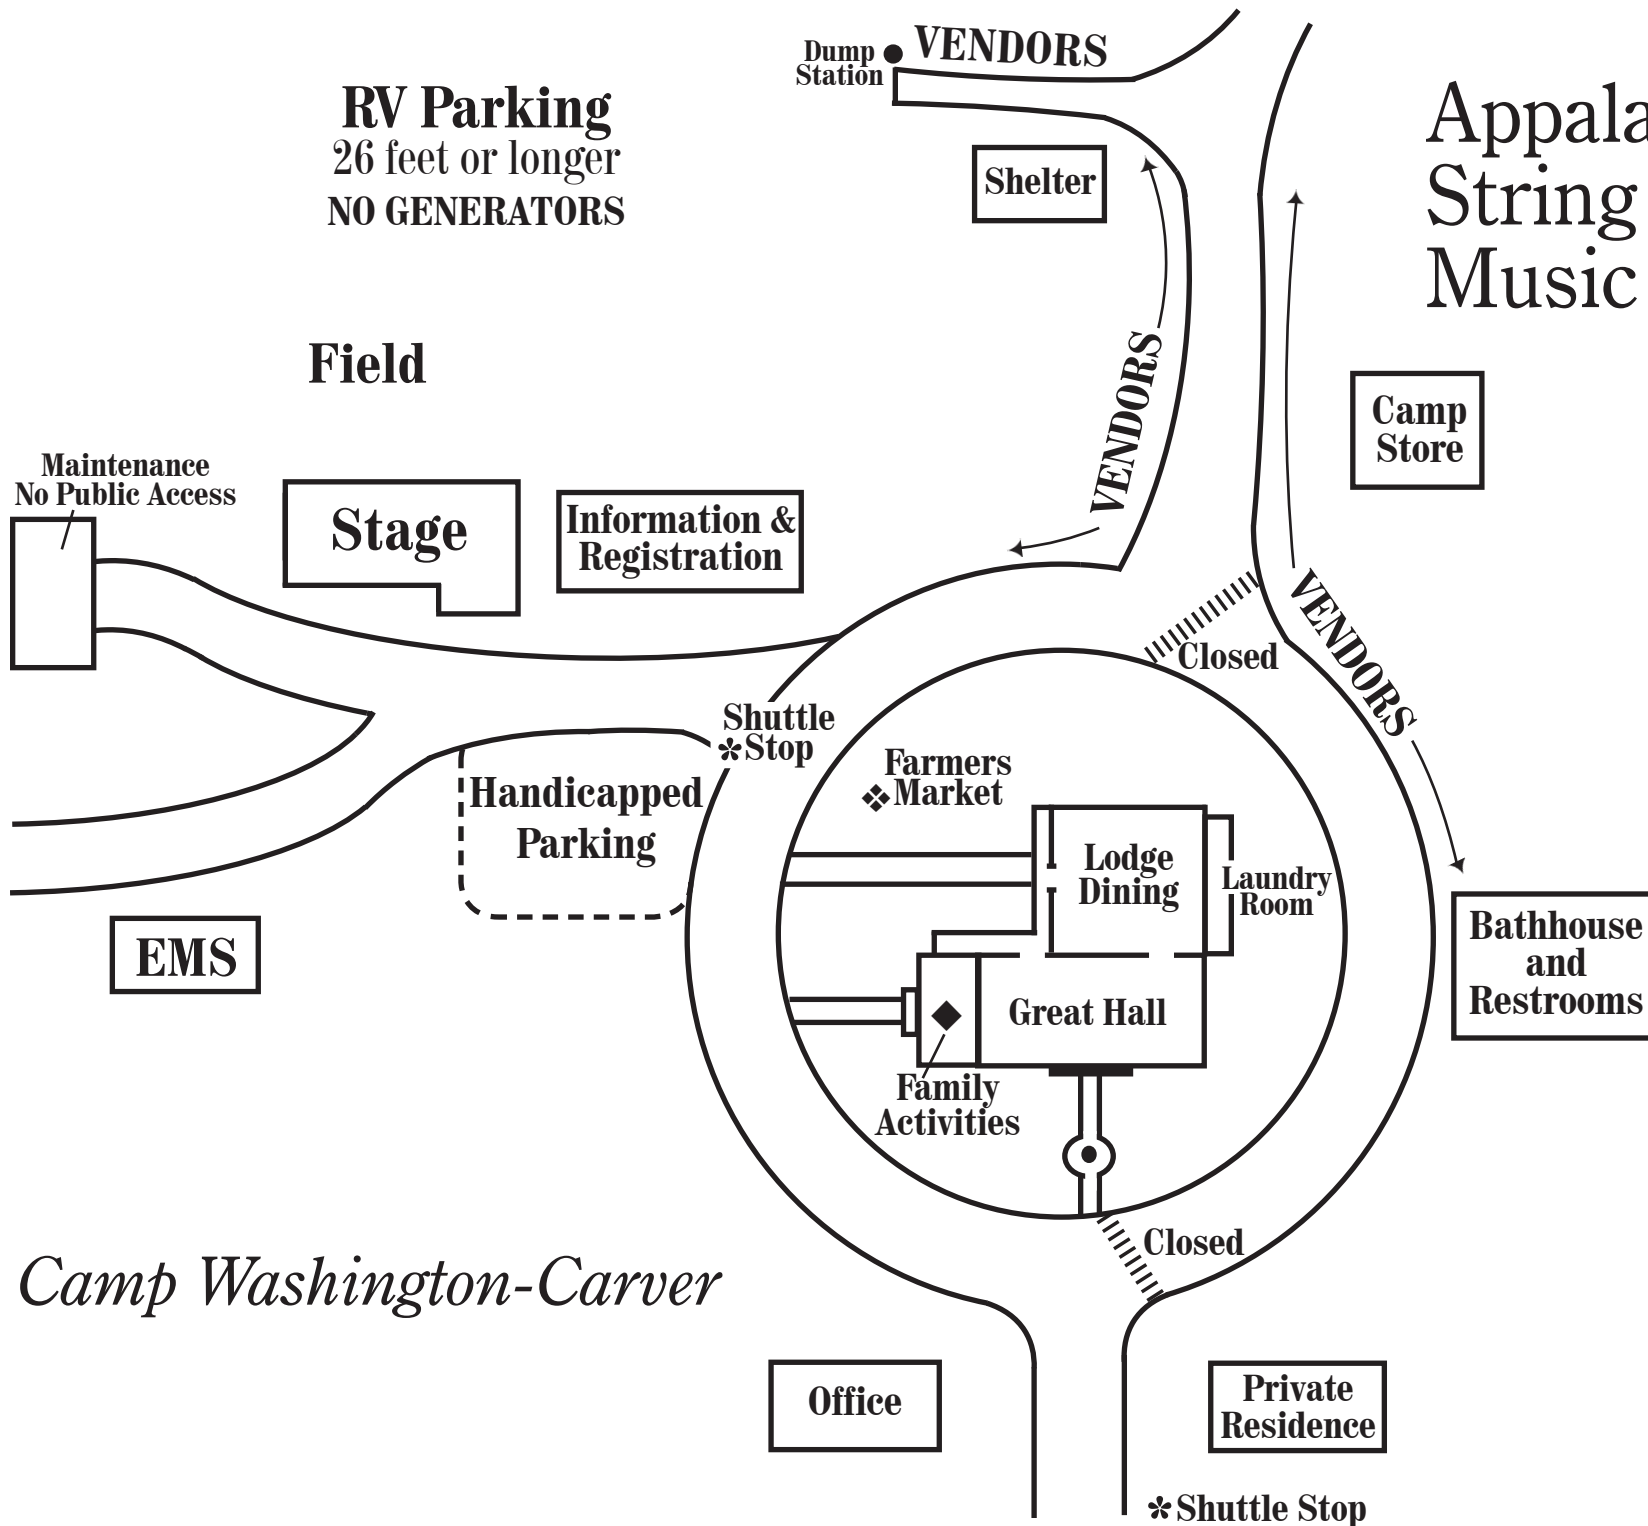 Dump
Station
VENDORS
RV Parking
26 feet or longer
NO GENERATORS
Appala
String
Music
Shelter
Field
VENDORS
Camp
Store
Maintenance
No Public Access
Stage
Information &
Registration
VENDORS
Closed
Shuttle
*Stop
Farmers
Market
Handicapped
Parking
Lodge
Dining
Laundry
Room
EMS
Bathhouse
and
Restrooms
Great Hall
Family
Activities
Closed
Camp Washington-Carver
Office
Private
Residence
*Shuttle Stop